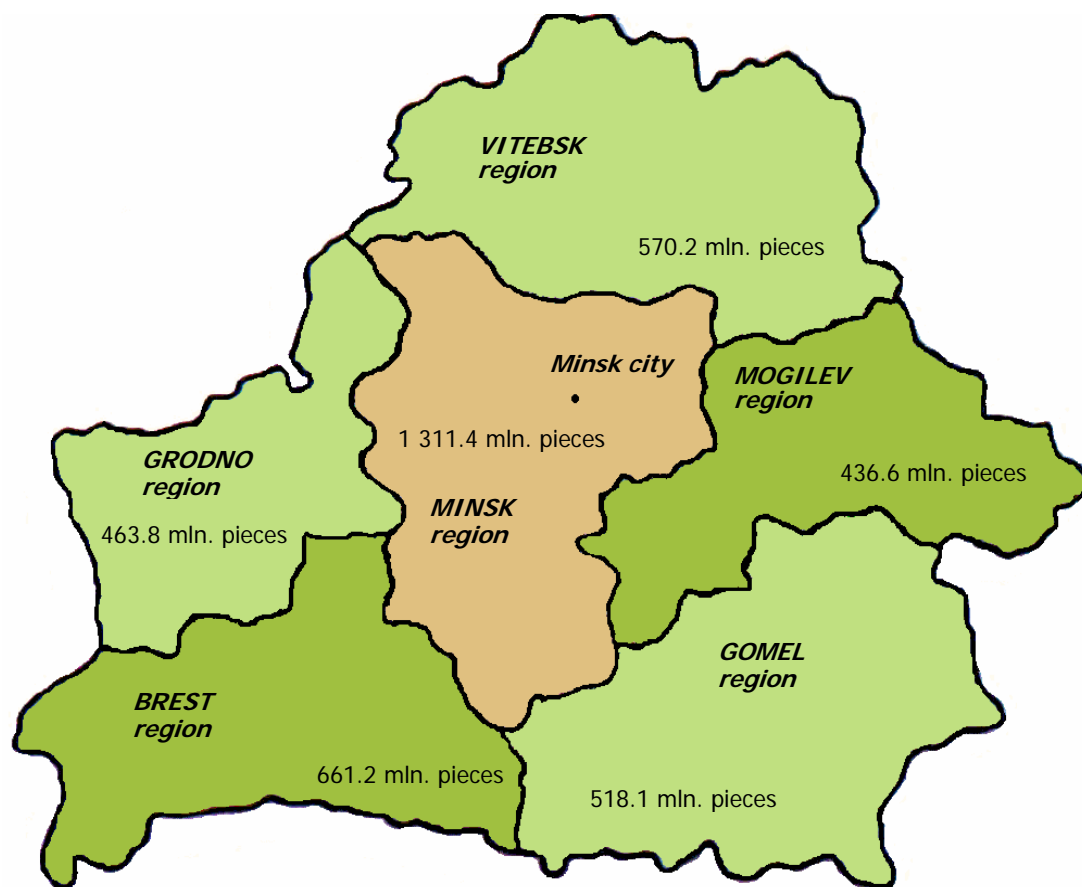 VITEBSK
region
570.2 mln. pieces
Minsk city
MOGILEV
region
1 311.4 mln. pieces
GRODNO
region
436.6 mln. pieces
463.8 mln. pieces
MINSK
region
GOMEL
region
BREST
region
661.2 mln. pieces
518.1 mln. pieces